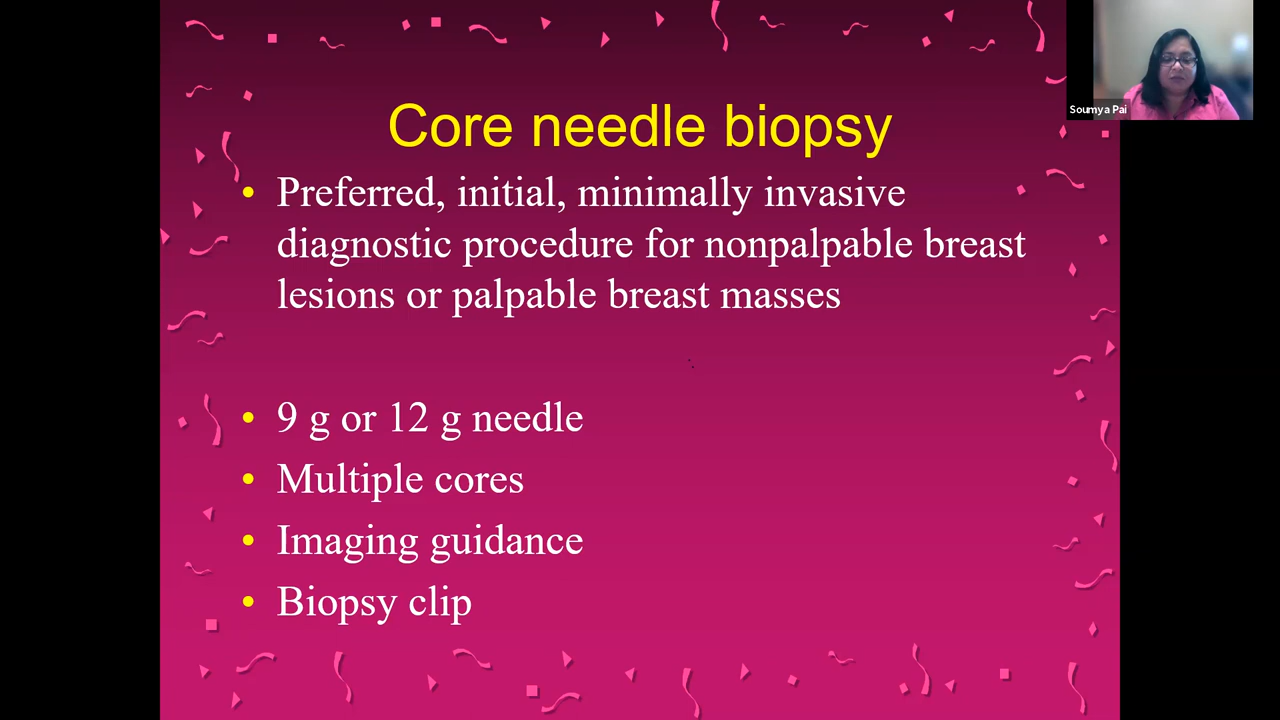 Core needle biopsy
• Preferred, initial, minimally invasive
diagnostic procedure for nonpalpable breast
lesions or palpable breast masses
• 9 g or 12 g needle
• Multiple cores
• Imaging guidance
• Biopsy clip
Soumya Pai